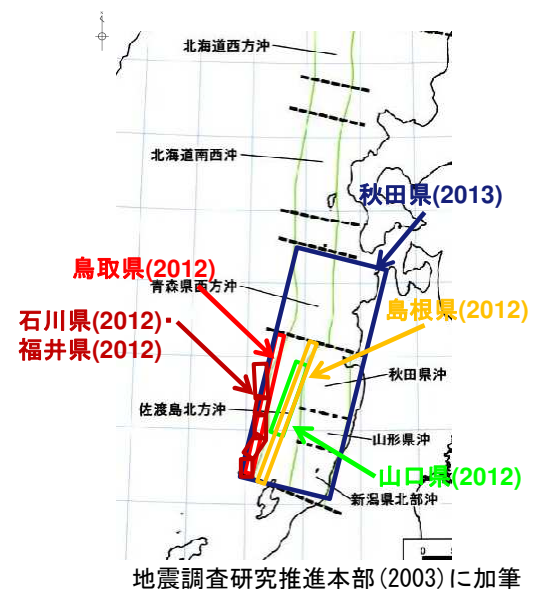 北海道西方沖
北海道南西沖
秋田県(2013)
鳥取県(2012)
青森県西方沖
島根県(2012)
石川県(2012)・
福井県(2012)
秋田県沖
佐渡島北方沖
山形県沖
山口県(2012)
新潟県北部沖
0
地震調査研究推進本部(2003)に加筆